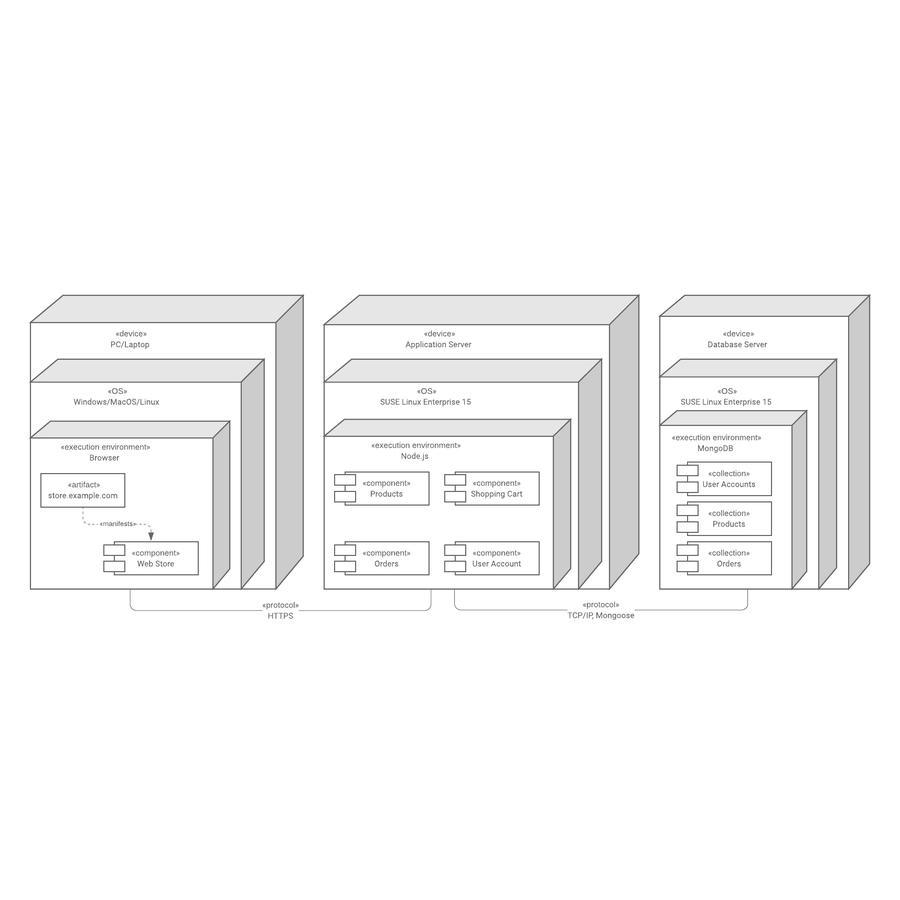 «device»
PC/Laptop
«OS»
Windows/MacOS/Linux
«execution environment»
Browser
«artifact»
store.example.com
«manifests»
«component»
Web Store
«device»
Application Server
«OS»
SUSE Linux Enterprise 15
«execution environment»
Node.js
«component»
Products
«component»
Shopping Cart
«component»
Orders
«component»
User Account
«device»
Database Server
«OS»
SUSE Linux Enterprise 15
«execution environment»
MongoDB
«collection»
User Accounts
«collection»
Products
«collection»
Orders
«protocol»
HTTPS
«protocol»
TCP/IP, Mongoose